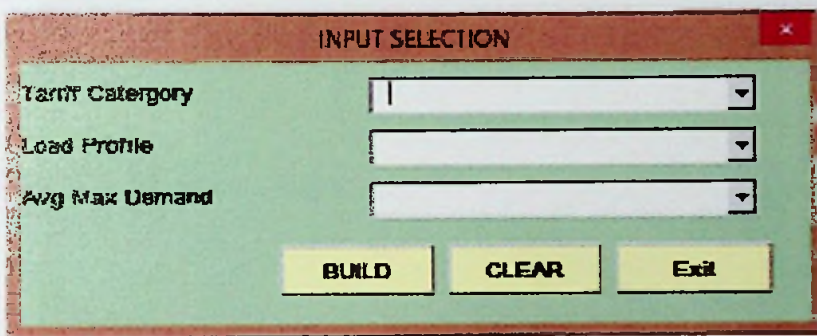 INPUT SELECTION
Tariff Catergory
Load Profile
Avg Max Demand
BUILD CLEAR Exit